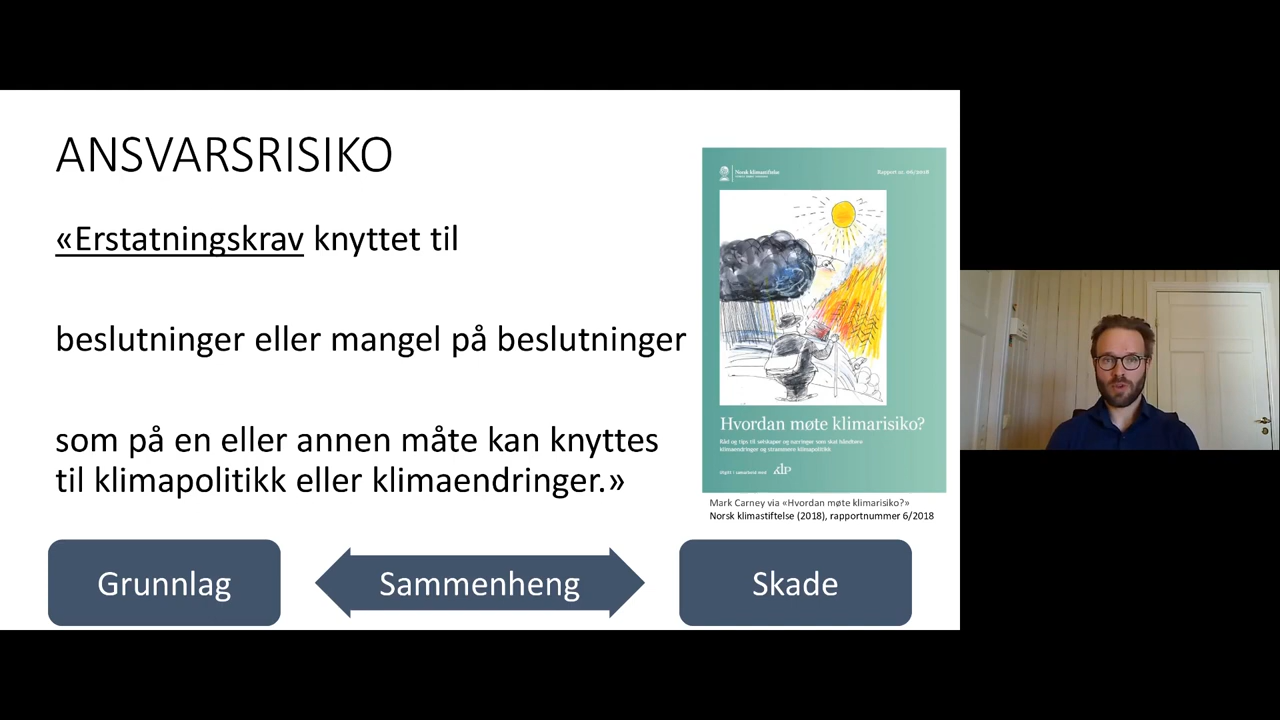 ANSVARSRISIKO
«Erstatningskrav knyttet til
beslutninger eller mangel på beslutninger
som på en eller annen måte kan knyttes
til klimapolitikk eller klimaendringer.»
Norsk klimastiftelse
Rapport nr. 06/2018
Hvordan møte klimarisiko?
Råd og tips til selskaper og næringer som skal håndtere
klimaendringer og strammere klimapolitikk.
Utgitt i samarbeid med
Mark Carney via «Hvordan møte klimarisiko?»
Norsk klimastiftelse (2018), rapportnummer 6/2018
Grunnlag
Sammenheng
Skade